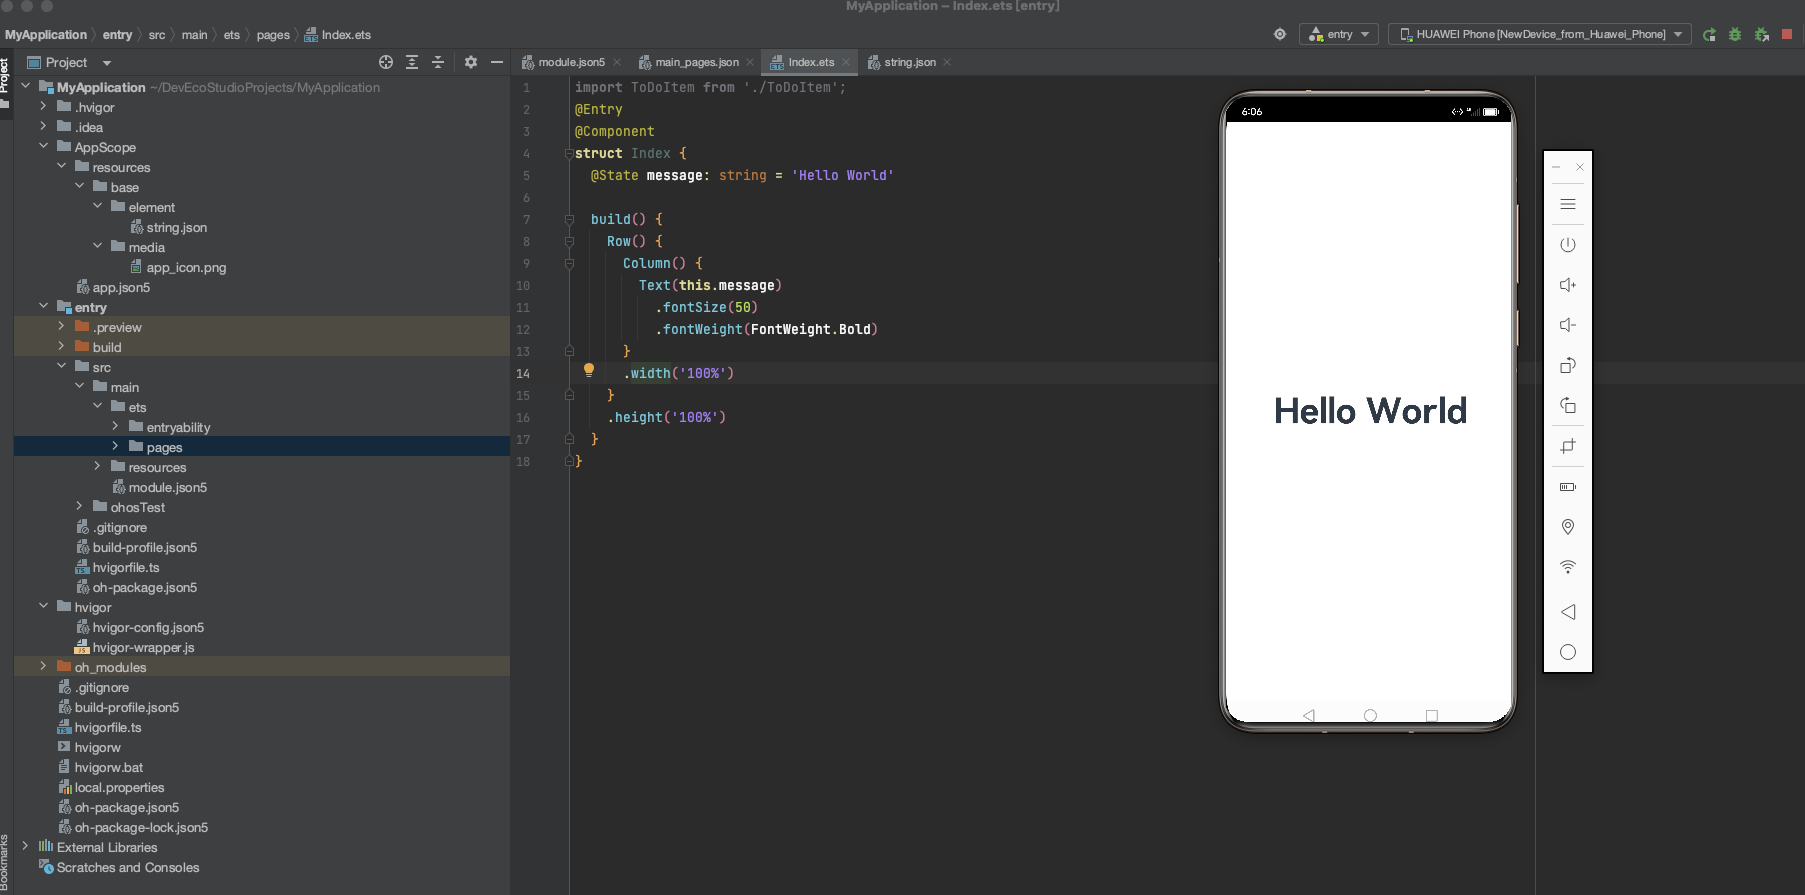 MyApplication – Index.ets [entry]
MyApplication entry src main ets pages Index.ets
entry
HUAWEI Phone [NewDevice_from_Huawei_Phone]
Project
Project
module.json5
main_pages.json
Index.ets
string.json
MyApplication ~/DevEcoStudioProjects/MyApplication
.hvigor
.idea
AppScope
resources
base
element
string.json
media
app_icon.png
app.json5
entry
.preview
build
src
main
ets
entryability
pages
resources
module.json5
ohosTest
.gitignore
build-profile.json5
hvigorfile.ts
oh-package.json5
hvigor
hvigor-config.json5
hvigor-wrapper.js
oh_modules
.gitignore
build-profile.json5
hvigorfile.ts
hvigorw
hvigorw.bat
local.properties
oh-package.json5
oh-package-lock.json5
External Libraries
Scratches and Consoles
Bookmarks
1 import ToDoItem from './ToDoItem';
2 @Entry
3 @Component
4 struct Index {
5 @State message: string = 'Hello World'
6
7 build() {
8 Row() {
9 Column() {
10 Text(this.message)
11 .fontSize(50)
12 .fontWeight(FontWeight.Bold)
13 }
14 .width('100%')
15 }
16 .height('100%')
17 }
18 }
6:06
Hello World